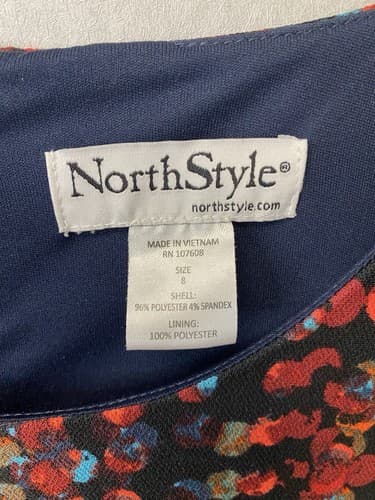 NorthStyle®
northstyle.com
MADE IN VIETNAM
RN 107608
SIZE
8
SHELL:
96% POLYESTER 4% SPANDEX
LINING:
100% POLYESTER